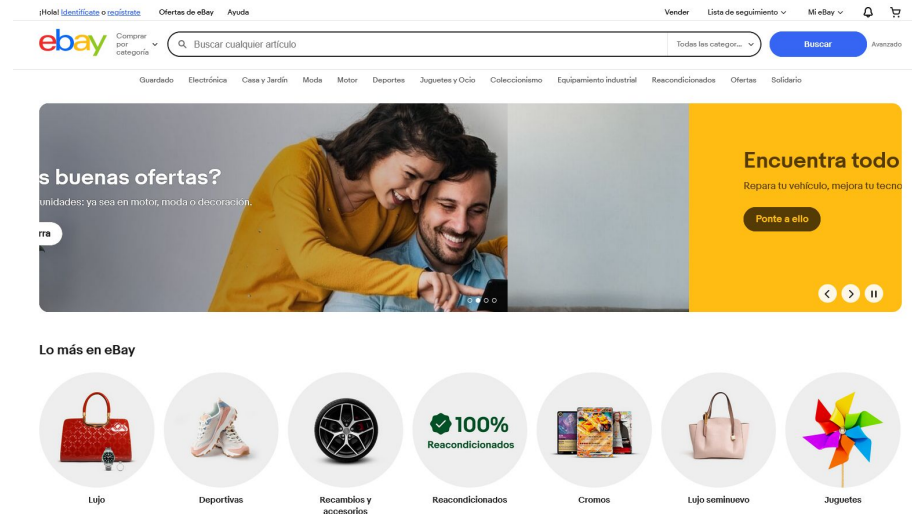 ¡Hola! Identifícate o regístrate Ofertas de eBay Ayuda Vender Lista de seguimiento Mi eBay
ebay
Comprar
por
categoría
Buscar cualquier artículo Todas las categor... Buscar Avanzado
Guardado Electrónica Casa y Jardín Moda Motor Deportes Juguetes y Ocio Coleccionismo Equipamiento industrial Reacondicionados Ofertas Solidario
s buenas ofertas?
unidades: ya sea en motor, moda o decoración.
rra
Encuentra todo
Repara tu vehículo, mejora tu tecno
Ponte a ello
Lo más en eBay
100%
Reacondicionados
Lujo
Deportivas
Recambios y
accesorios
Reacondicionados
Cromos
Lujo seminuevo
Juguetes